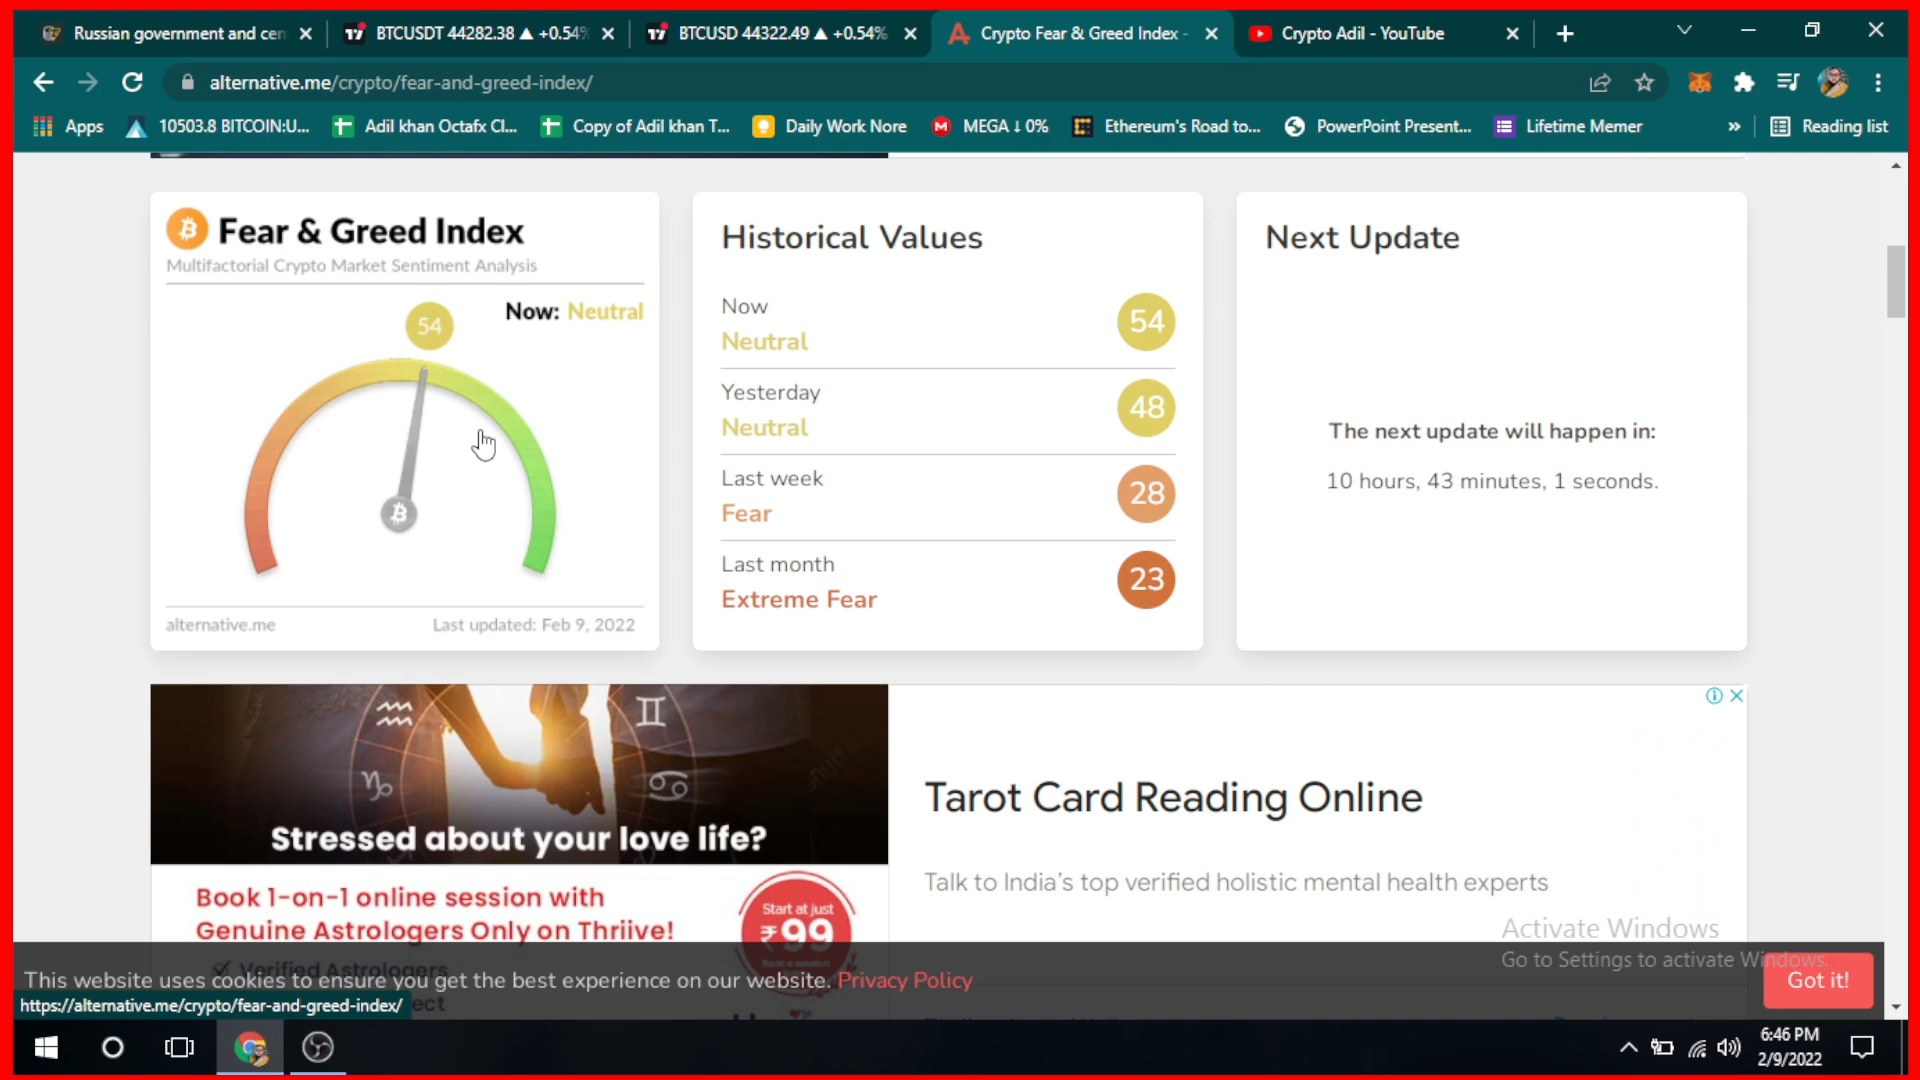 Russian government and cen
BTCUSDT 44282.38 ▲ +0.54%
BTCUSD 44322.49 ▲ +0.54%
Crypto Fear & Greed Index -
Crypto Adil - YouTube
alternative.me/crypto/fear-and-greed-index/
Apps
10503.8 BITCOIN:U...
Adil khan Octafx Cl...
Copy of Adil khan T...
Daily Work Nore
MEGA ⬇ 0%
Ethereum's Road to...
PowerPoint Present...
Lifetime Memer
»
Reading list
Fear & Greed Index
Multifactorial Crypto Market Sentiment Analysis
Now: Neutral
54
alternative.me
Last updated: Feb 9, 2022
Historical Values
Now
Neutral
54
Yesterday
Neutral
48
Last week
Fear
28
Last month
Extreme Fear
23
Next Update
The next update will happen in:
10 hours, 43 minutes, 1 seconds.
Stressed about your love life?
Book 1-on-1 online session with
Genuine Astrologers Only on Thriive!
Start at just
₹99
Verified Astrologers
Tarot Card Reading Online
Talk to India's top verified holistic mental health experts
Activate Windows
Go to Settings to activate Windows.
This website uses cookies to ensure you get the best experience on our website. Privacy Policy
Got it!
https://alternative.me/crypto/fear-and-greed-index/
ect
6:46 PM
2/9/2022